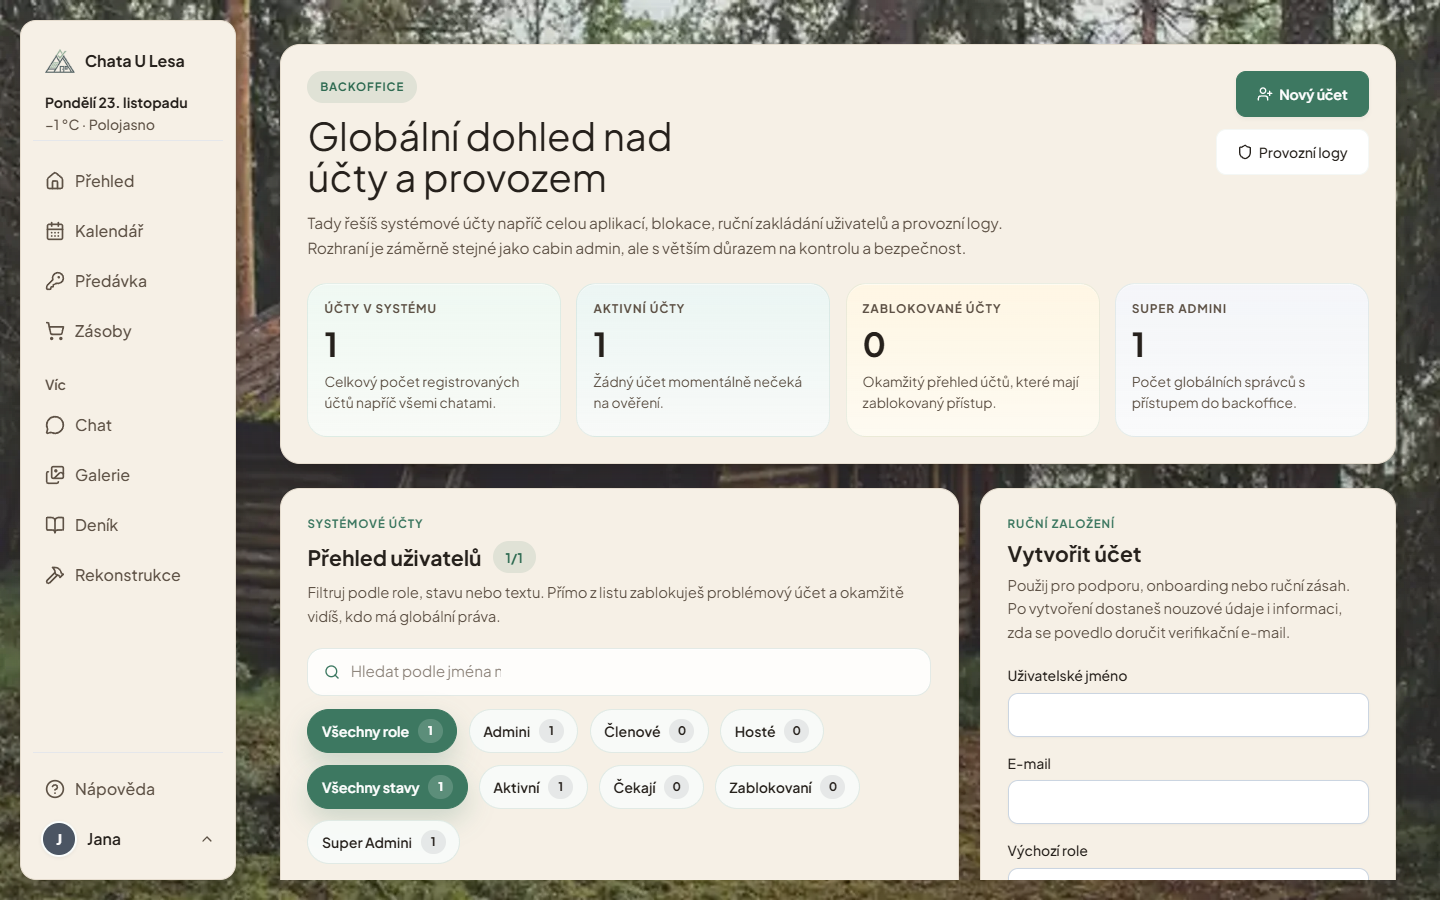 Chata U Lesa
Pondělí 23. listopadu
−1 °C · Polojasno
Přehled
Kalendář
Předávka
Zásoby
Víc
Chat
Galerie
Deník
Rekonstrukce
Nápověda
J
Jana
BACKOFFICE
Globální dohled nad
účty a provozem
Tady řešíš systémové účty napříč celou aplikací, blokace, ruční zakládání uživatelů a provozní logy.
Rozhraní je záměrně stejné jako cabin admin, ale s větším důrazem na kontrolu a bezpečnost.
Nový účet
Provozní logy
ÚČTY V SYSTÉMU
1
Celkový počet registrovaných
účtů napříč všemi chatami.
AKTIVNÍ ÚČTY
1
Žádný účet momentálně nečeká
na ověření.
ZABLOKOVANÉ ÚČTY
0
Okamžitý přehled účtů, které mají
zablokovaný přístup.
SUPER ADMINI
1
Počet globálních správců s
přístupem do backoffice.
SYSTÉMOVÉ ÚČTY
Přehled uživatelů 1/1
Filtruj podle role, stavu nebo textu. Přímo z listu zablokuješ problémový účet a okamžitě
vidíš, kdo má globální práva.
Hledat podle jména
Všechny role 1 Admini 1 Členové 0 Hosté 0
Všechny stavy 1 Aktivní 1 Čekají 0 Zablokovaní 0
Super Admini 1
RUČNÍ ZALOŽENÍ
Vytvořit účet
Použij pro podporu, onboarding nebo ruční zásah.
Po vytvoření dostaneš nouzové údaje i informaci,
zda se povedlo doručit verifikační e-mail.
Uživatelské jméno
E-mail
Výchozí role